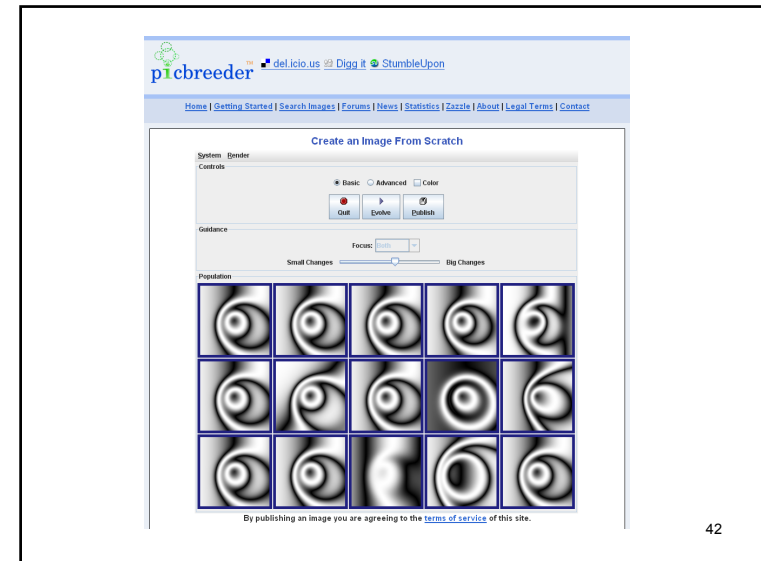 picbreeder™ del.icio.us Digg it StumbleUpon
Home | Getting Started | Search Images | Forums | News | Statistics | Zazzle | About | Legal Terms | Contact
Create an Image From Scratch
System Render
Controls
Basic Advanced Color
Quit Evolve Publish
Guidance
Focus: Both
Small Changes Big Changes
Population
By publishing an image you are agreeing to the terms of service of this site.
42